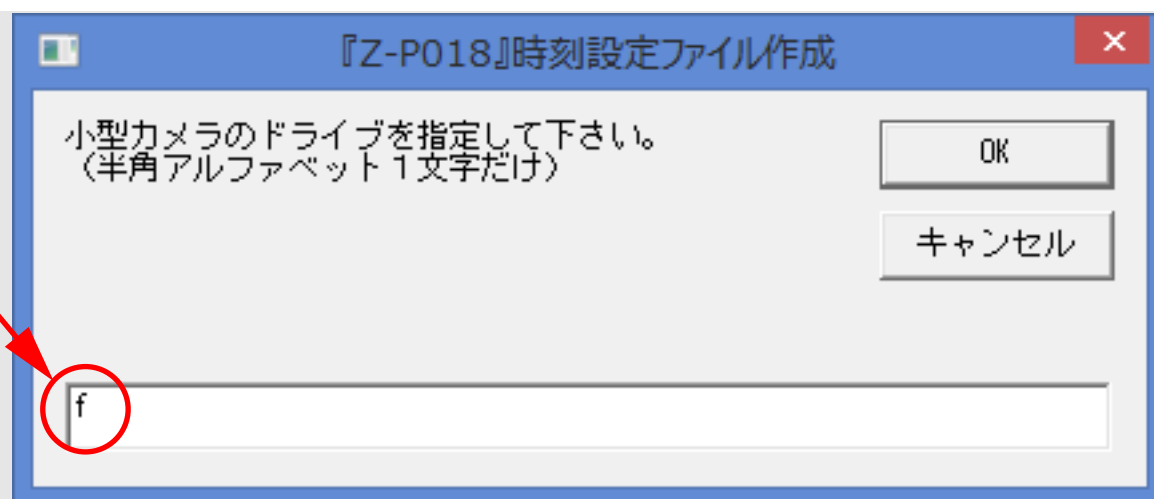 『Z-P018』時刻設定ファイル作成
小型カメラのドライブを指定して下さい。
（半角アルファベット１文字だけ）
OK
キャンセル
f